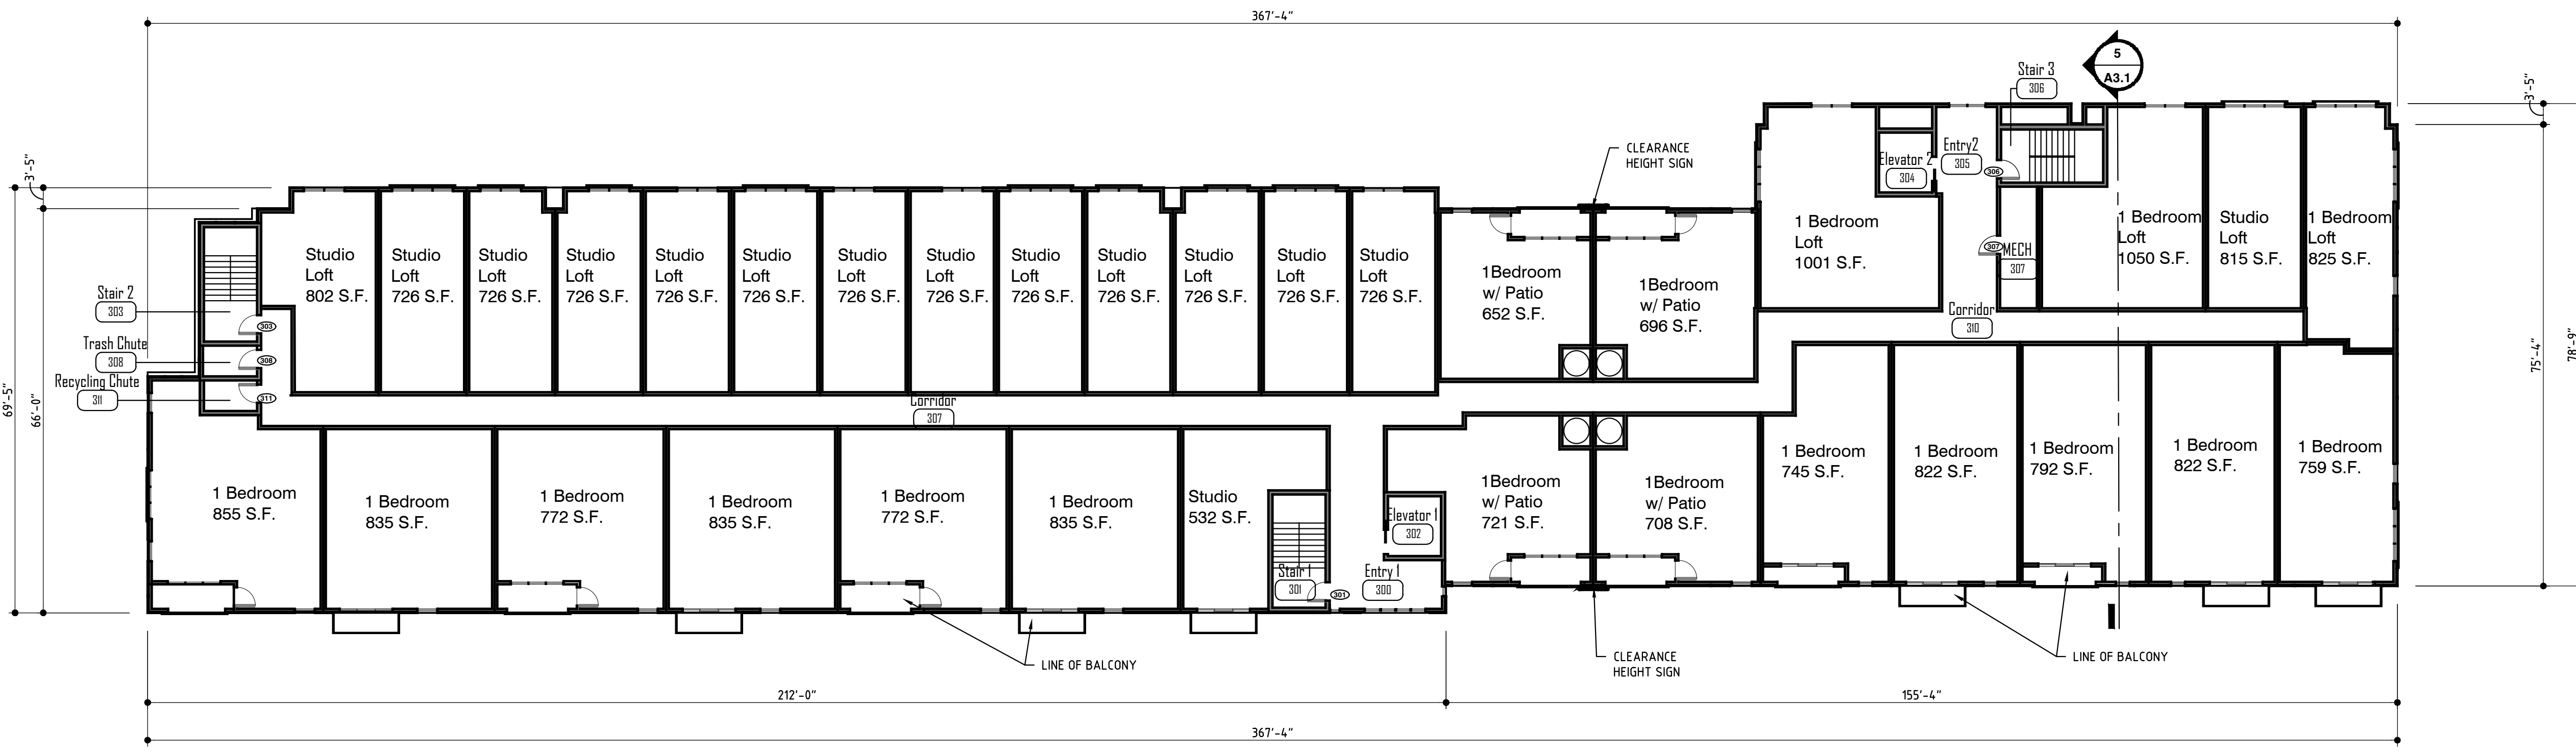 367'-4"
5
A3.1
Stair 3
306
3'-5"
3'-5"
CLEARANCE
HEIGHT SIGN
Elevator 2
304
Entry2
305
306
1 Bedroom
Loft
1001 S.F.
307
MECH
307
1 Bedroom
Loft
1050 S.F.
Studio
Loft
815 S.F.
1 Bedroom
Loft
825 S.F.
Studio
Loft
802 S.F.
Studio
Loft
726 S.F.
Studio
Loft
726 S.F.
Studio
Loft
726 S.F.
Studio
Loft
726 S.F.
Studio
Loft
726 S.F.
Studio
Loft
726 S.F.
Studio
Loft
726 S.F.
Studio
Loft
726 S.F.
Studio
Loft
726 S.F.
Studio
Loft
726 S.F.
Studio
Loft
726 S.F.
Studio
Loft
726 S.F.
1Bedroom
w/ Patio
652 S.F.
1Bedroom
w/ Patio
696 S.F.
Stair 2
303
303
Trash Chute
308
308
Recycling Chute
311
311
Corridor
310
Corridor
307
69'-5"
66'-0"
75'-4"
78'-9"
1 Bedroom
855 S.F.
1 Bedroom
835 S.F.
1 Bedroom
772 S.F.
1 Bedroom
835 S.F.
1 Bedroom
772 S.F.
1 Bedroom
835 S.F.
Studio
532 S.F.
Stair 1
301
301
Entry 1
300
Elevator 1
302
1Bedroom
w/ Patio
721 S.F.
1Bedroom
w/ Patio
708 S.F.
1 Bedroom
745 S.F.
1 Bedroom
822 S.F.
1 Bedroom
792 S.F.
1 Bedroom
822 S.F.
1 Bedroom
759 S.F.
LINE OF BALCONY
CLEARANCE
HEIGHT SIGN
LINE OF BALCONY
212'-0"
155'-4"
367'-4"